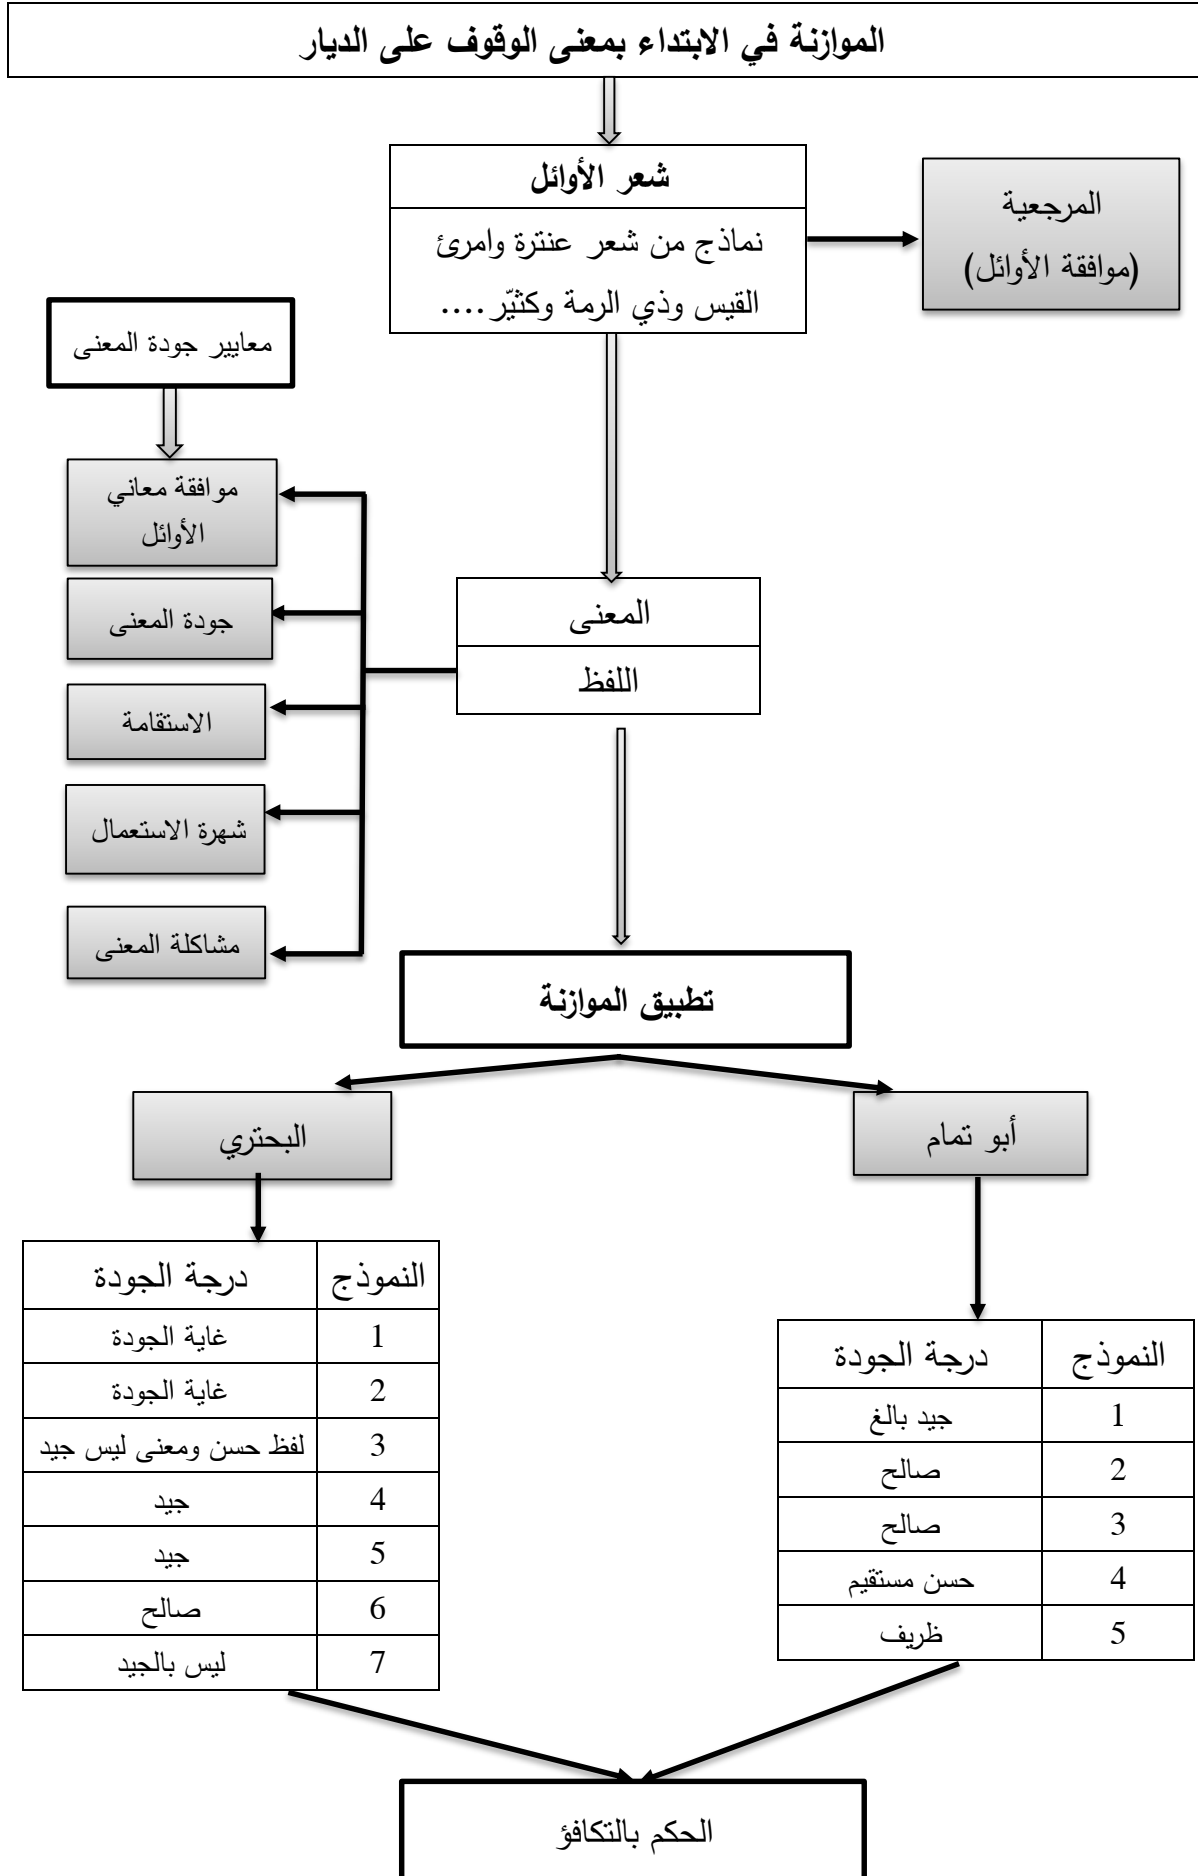 الموازنة في الابتداء بمعنى الوقوف على الديار
شعر الأوائل
نماذج من شعر عنترة وامرئ
القيس وذي الرمة وكثيّر ....
المرجعية
(موافقة الأوائل)
معايير جودة المعنى
موافقة معاني
الأوائل
جودة المعنى
الاستقامة
شهرة الاستعمال
مشاكلة المعنى
المعنى
اللفظ
تطبيق الموازنة
أبو تمام
البحتري
النموذج درجة الجودة
1 جيد بالغ
2 صالح
3 صالح
4 حسن مستقيم
5 ظريف
النموذج درجة الجودة
1 غاية الجودة
2 غاية الجودة
3 لفظ حسن ومعنى ليس جيد
4 جيد
5 جيد
6 صالح
7 ليس بالجيد
الحكم بالتكافؤ